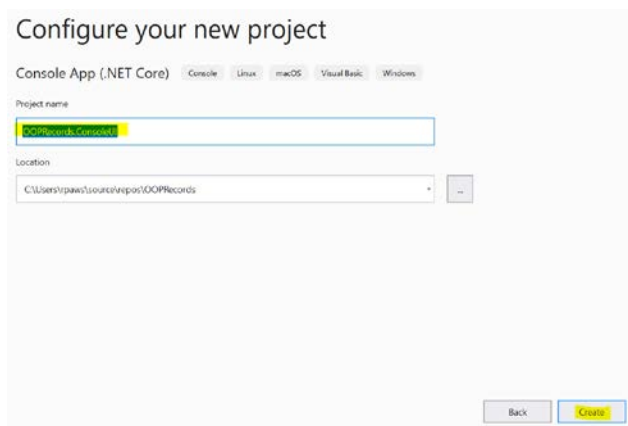 Configure your new project
Console App (.NET Core) Console Linux macOS Visual Basic Windows
Project name
OOPRecords.ConsoleUI
Location
C:\Users\rpaws\source\repos\OOPRecords
...
Back Create